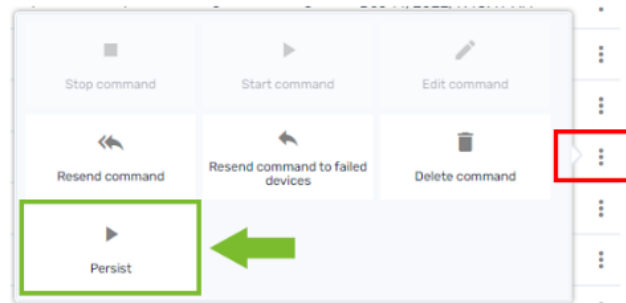 Stop command
Start command
Edit command
Resend command
Resend command to failed
devices
Delete command
Persist